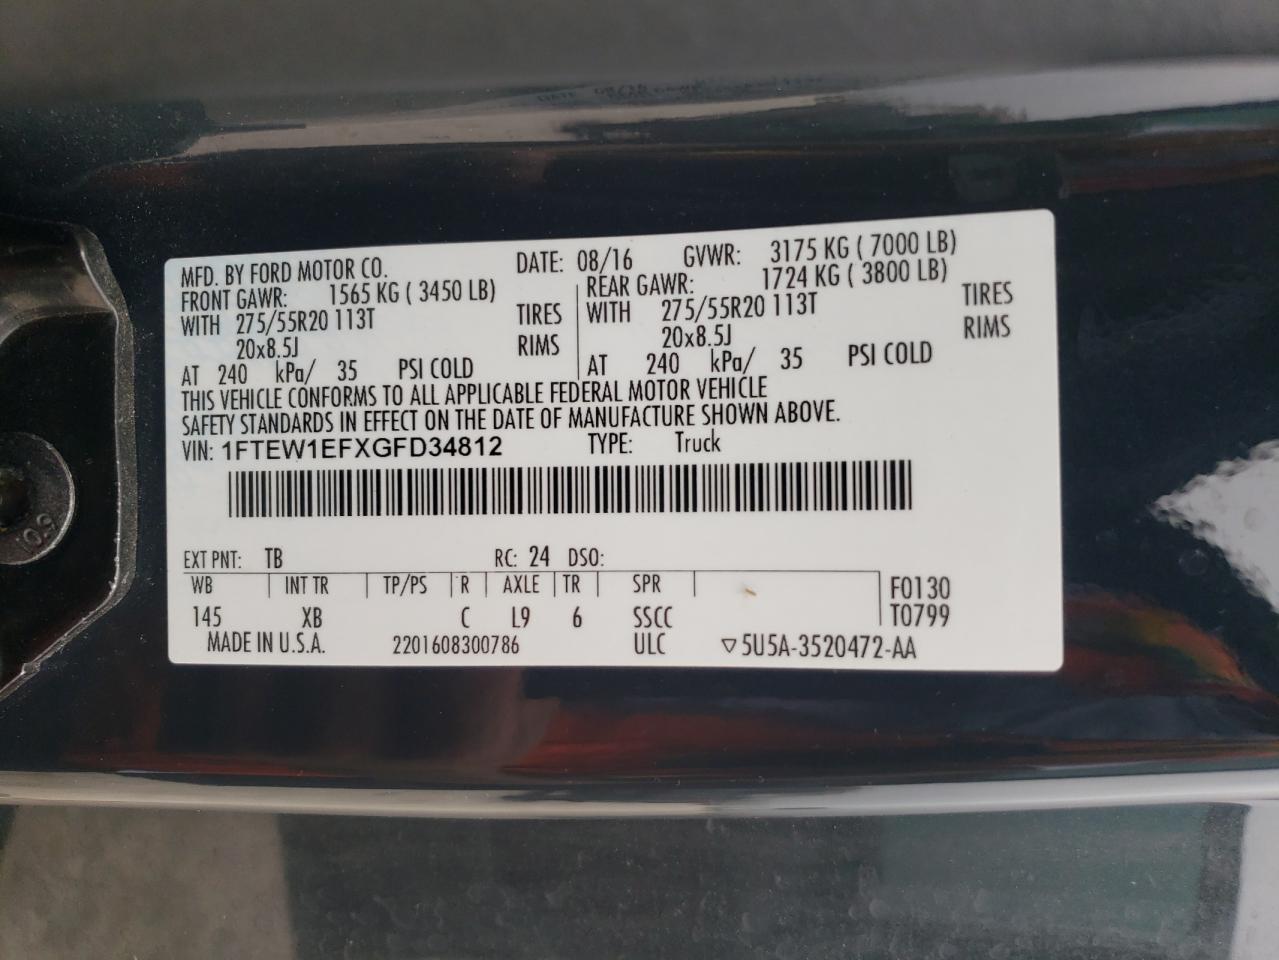 MFD. BY FORD MOTOR CO. DATE: 08/16 GVWR: 3175 KG ( 7000 LB)
FRONT GAWR: 1565 KG ( 3450 LB) REAR GAWR: 1724 KG ( 3800 LB)
WITH 275/55R20 113T TIRES WITH 275/55R20 113T TIRES
20x8.5J RIMS 20x8.5J RIMS
AT 240 kPa/ 35 PSI COLD AT 240 kPa/ 35 PSI COLD
THIS VEHICLE CONFORMS TO ALL APPLICABLE FEDERAL MOTOR VEHICLE
SAFETY STANDARDS IN EFFECT ON THE DATE OF MANUFACTURE SHOWN ABOVE.
VIN: 1FTEW1EFXGFD34812 TYPE: Truck
EXT PNT: TB RC: 24 DSO:
WB INT TR TP/PS R AXLE TR SPR F0130
145 XB C L9 6 SSCC T0799
MADE IN U.S.A. 2201608300786 ULC ▽5U5A-3520472-AA
10.9